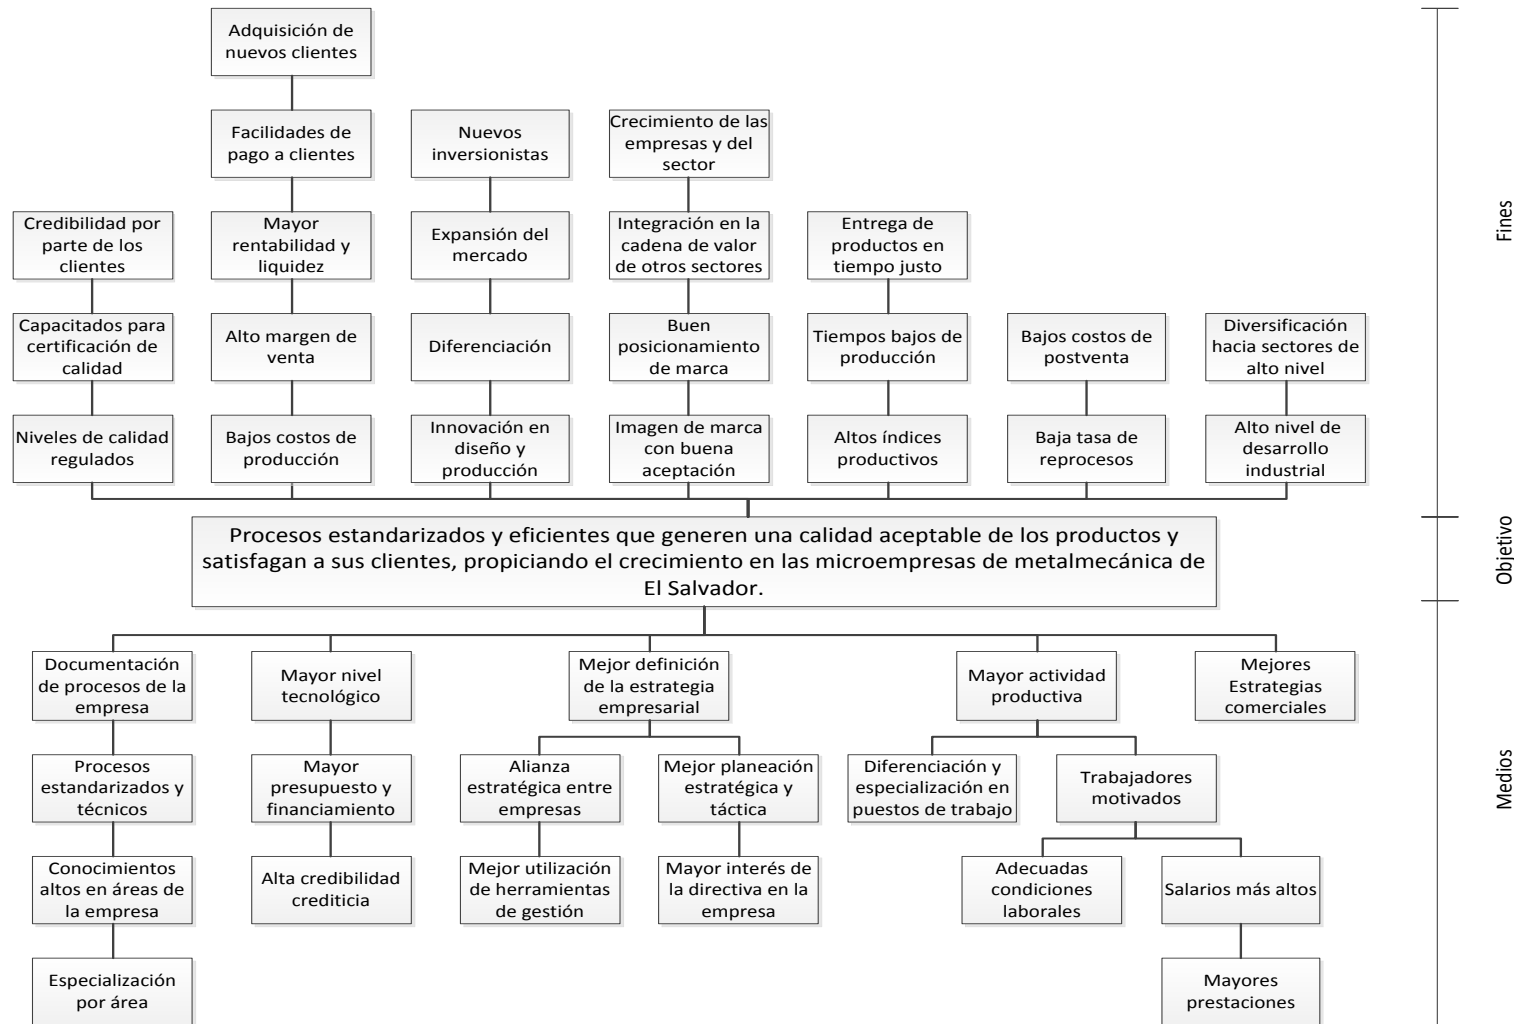 Adquisición de
nuevos clientes
Facilidades de
pago a clientes
Nuevos
inversionistas
Crecimiento de las
empresas y del
sector
Credibilidad por
parte de los
clientes
Mayor
rentabilidad y
liquidez
Expansión del
mercado
Integración en la
cadena de valor
de otros sectores
Entrega de
productos en
tiempo justo
Capacitados para
certificación de
calidad
Alto margen de
venta
Diferenciación
Buen
posicionamiento
de marca
Tiempos bajos de
producción
Bajos costos de
postventa
Diversificación
hacia sectores de
alto nivel
Niveles de calidad
regulados
Bajos costos de
producción
Innovación en
diseño y
producción
Imagen de marca
con buena
aceptación
Altos índices
productivos
Baja tasa de
reprocesos
Alto nivel de
desarrollo
industrial
Fines
Procesos estandarizados y eficientes que generen una calidad aceptable de los productos y
satisfagan a sus clientes, propiciando el crecimiento en las microempresas de metalmecánica de
El Salvador.
Objetivo
Documentación
de procesos de la
empresa
Mayor nivel
tecnológico
Mejor definición
de la estrategia
empresarial
Mayor actividad
productiva
Mejores
Estrategias
comerciales
Procesos
estandarizados y
técnicos
Mayor
presupuesto y
financiamiento
Alianza
estratégica entre
empresas
Mejor planeación
estratégica y
táctica
Diferenciación y
especialización en
puestos de trabajo
Trabajadores
motivados
Conocimientos
altos en áreas de
la empresa
Alta credibilidad
crediticia
Mejor utilización
de herramientas
de gestión
Mayor interés de
la directiva en la
empresa
Adecuadas
condiciones
laborales
Salarios más altos
Especialización
por área
Mayores
prestaciones
Medios